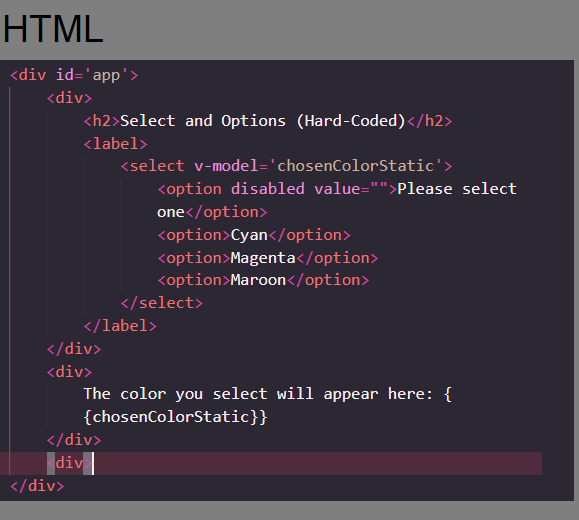 HTML
<div id='app'>
<div>
<h2>Select and Options (Hard-Coded)</h2>
<label>
<select v-model='chosenColorStatic'>
<option disabled value="">Please select
one</option>
<option>Cyan</option>
<option>Magenta</option>
<option>Maroon</option>
</select>
</label>
</div>
<div>
The color you select will appear here: {
{chosenColorStatic}}
</div>
<div>
</div>